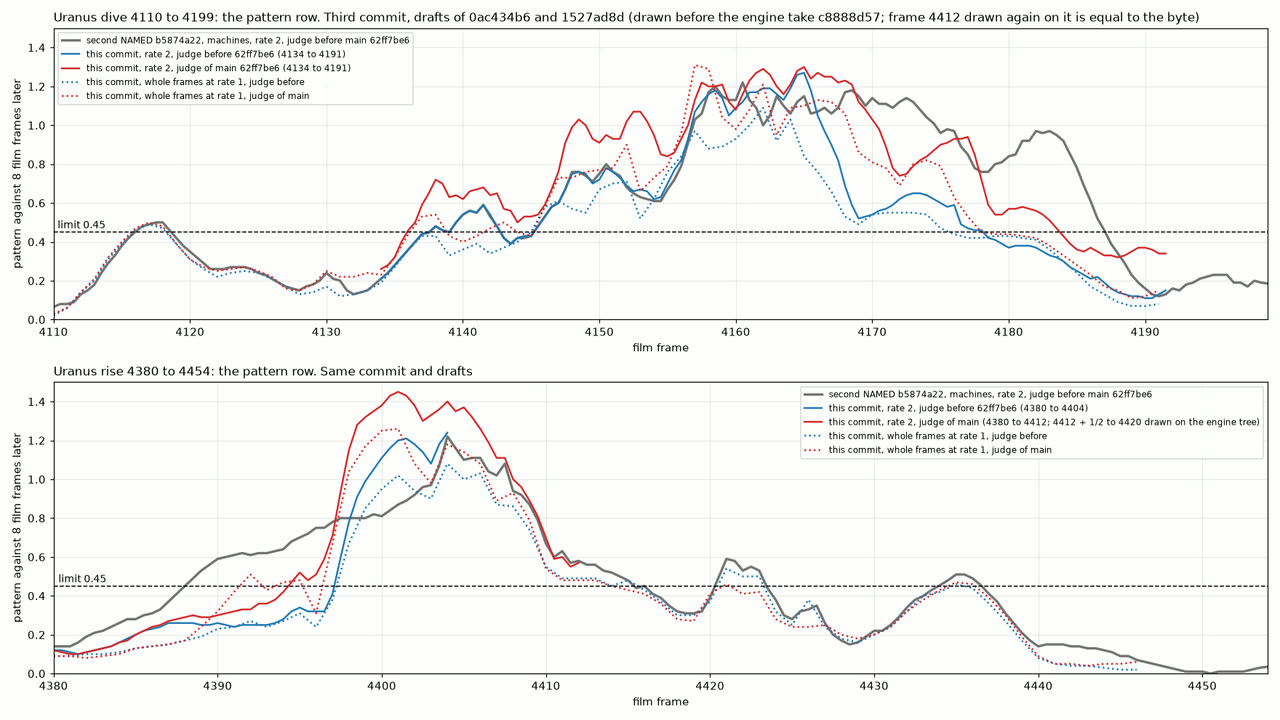 Uranus dive 4110 to 4199: the pattern row. Third commit, drafts of 0ac434b6 and 1527ad8d (drawn before the engine take c8888d57; frame 4412 drawn again on it is equal to the byte)
second NAMED b5874a22, machines, rate 2, judge before main 62ff7be6
this commit, rate 2, judge before 62ff7be6 (4134 to 4191)
this commit, rate 2, judge of main 62ff7be6 (4134 to 4191)
this commit, whole frames at rate 1, judge before
this commit, whole frames at rate 1, judge of main
pattern against 8 film frames later
1.4
1.2
1.0
0.8
0.6
0.4
0.2
0.0
limit 0.45
4110
4120
4130
4140
4150
4160
4170
4180
4190
film frame
Uranus rise 4380 to 4454: the pattern row. Same commit and drafts
second NAMED b5874a22, machines, rate 2, judge before main 62ff7be6
this commit, rate 2, judge before 62ff7be6 (4380 to 4404)
this commit, rate 2, judge of main (4380 to 4412; 4412 + 1/2 to 4420 drawn on the engine tree)
this commit, whole frames at rate 1, judge before
this commit, whole frames at rate 1, judge of main
pattern against 8 film frames later
1.4
1.2
1.0
0.8
0.6
0.4
0.2
0.0
limit 0.45
4380
4390
4400
4410
4420
4430
4440
4450
film frame